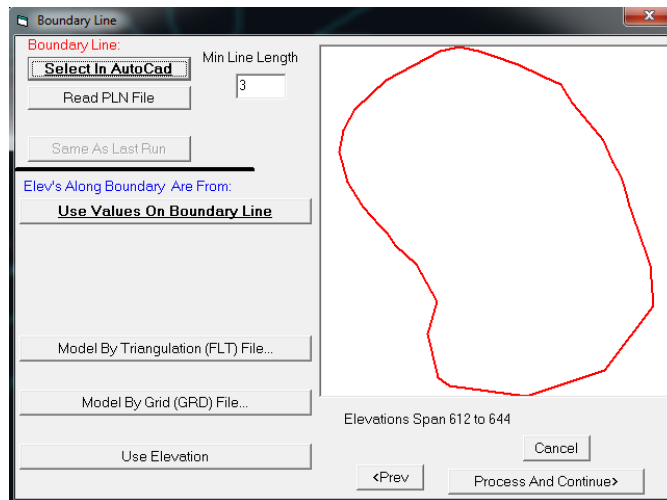 Boundary Line
X
Boundary Line:
Select In AutoCad
Min Line Length
Read PLN File
3
Same As Last Run
Elev's Along Boundary Are From:
Use Values On Boundary Line
Model By Triangulation (FLT) File...
Model By Grid (GRD) File...
Use Elevation
Elevations Span 612 to 644
Cancel
<Prev
Process And Continue>